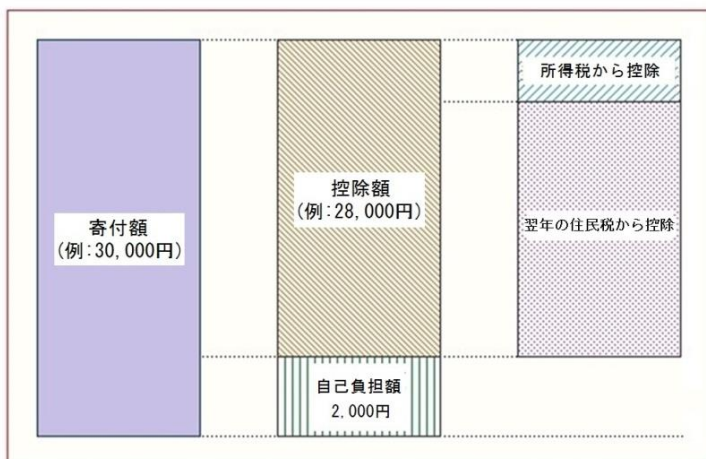 寄付額
(例:30,000円)
控除額
(例:28,000円)
自己負担額
2,000円
所得税から控除
翌年の住民税から控除